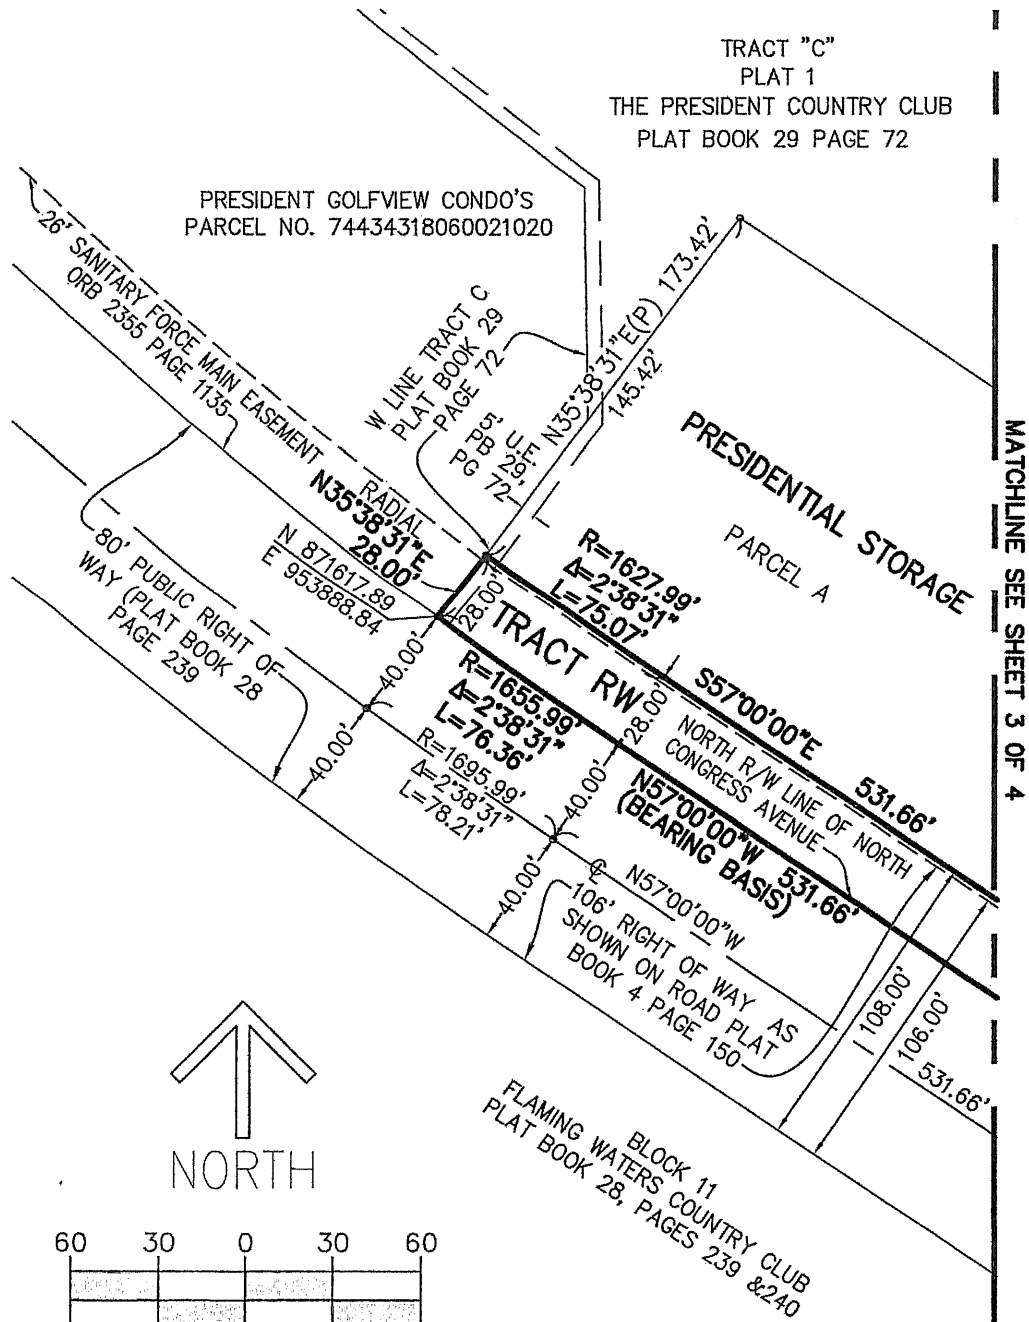 TRACT "C"
PLAT 1
THE PRESIDENT COUNTRY CLUB
PLAT BOOK 29 PAGE 72
PRESIDENT GOLFVIEW CONDO'S
PARCEL NO. 74434318060021020
26' SANITARY FORCE MAIN EASEMENT
ORB 2355 PAGE 1135
W LINE TRACT C
PLAT BOOK 29
PAGE 72
N35°38'31"E(P) 173.42'
145.42'
5' U.E.
PB 29,
PG 72
PRESIDENTIAL STORAGE
PARCEL A
MATCHLINE SEE SHEET 3 OF 4
RADIAL
N35°38'31"E
28.00'
N 871617.89
E 953888.84
28.00'
80' PUBLIC RIGHT OF
WAY (PLAT BOOK 28
PAGE 239
40.00'
40.00'
TRACT RW
R=1627.99'
Δ=2°38'31"
L=75.07'
S57°00'00"E 531.66'
28.00'
NORTH R/W LINE OF NORTH
CONGRESS AVENUE
R=1655.99'
Δ=2°38'31"
L=76.36'
R=1695.99'
Δ=2°38'31"
L=78.21'
N57°00'00"W 531.66'
(BEARING BASIS)
40.00'
40.00'
℄ N57°00'00"W
106' RIGHT OF WAY AS
SHOWN ON ROAD PLAT
BOOK 4 PAGE 150
108.00'
106.00'
531.66'
BLOCK 11
FLAMING WATERS COUNTRY CLUB
PLAT BOOK 28, PAGES 239 &240
NORTH
60 30 0 30 60